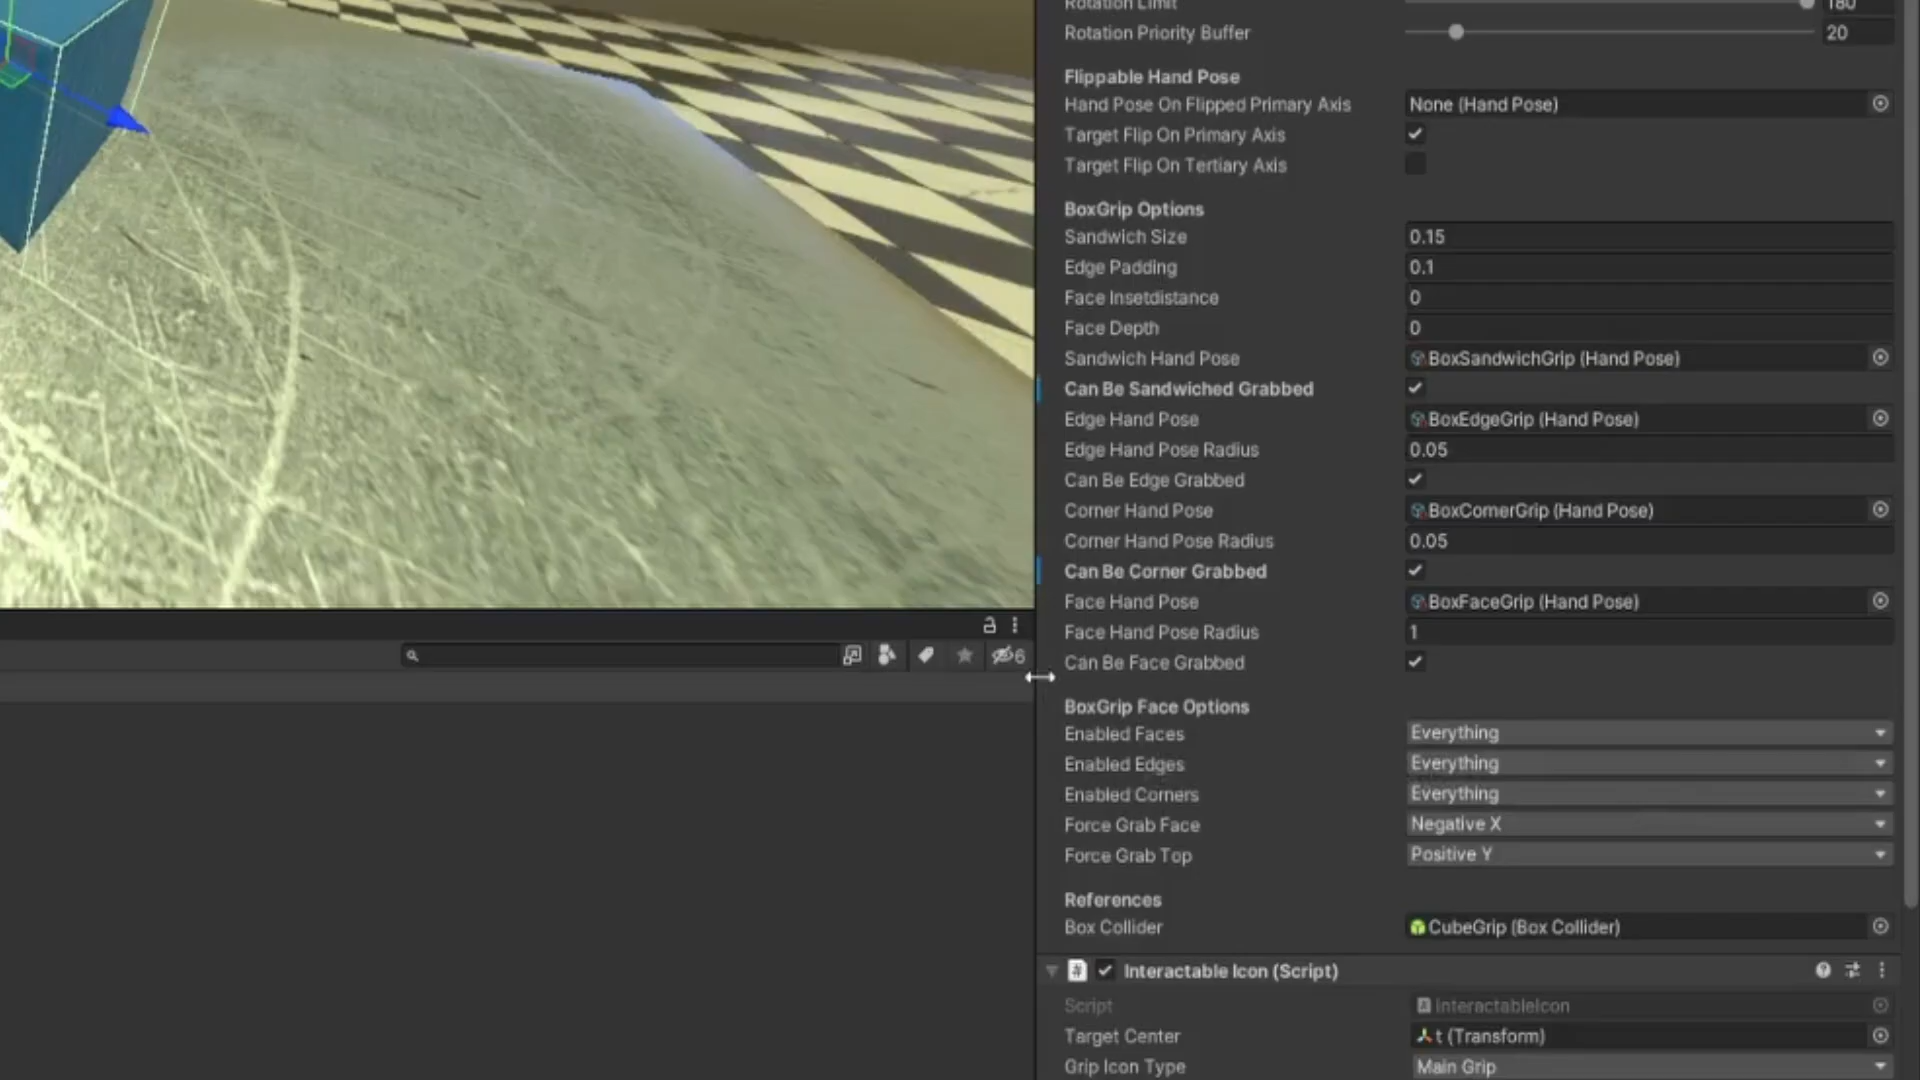 Rotation Limit 180
Rotation Priority Buffer 20
Flippable Hand Pose
Hand Pose On Flipped Primary Axis None (Hand Pose)
Target Flip On Primary Axis
Target Flip On Tertiary Axis
BoxGrip Options
Sandwich Size 0.15
Edge Padding 0.1
Face Insetdistance 0
Face Depth 0
Sandwich Hand Pose BoxSandwichGrip (Hand Pose)
Can Be Sandwiched Grabbed
Edge Hand Pose BoxEdgeGrip (Hand Pose)
Edge Hand Pose Radius 0.05
Can Be Edge Grabbed
Corner Hand Pose BoxCornerGrip (Hand Pose)
Corner Hand Pose Radius 0.05
Can Be Corner Grabbed
Face Hand Pose BoxFaceGrip (Hand Pose)
Face Hand Pose Radius 1
6
Can Be Face Grabbed
BoxGrip Face Options
Enabled Faces Everything
Enabled Edges Everything
Enabled Corners Everything
Force Grab Face Negative X
Force Grab Top Positive Y
References
Box Collider CubeGrip (Box Collider)
# Interactable Icon (Script)
Script InteractableIcon
Target Center t (Transform)
Grip Icon Type Main Grip